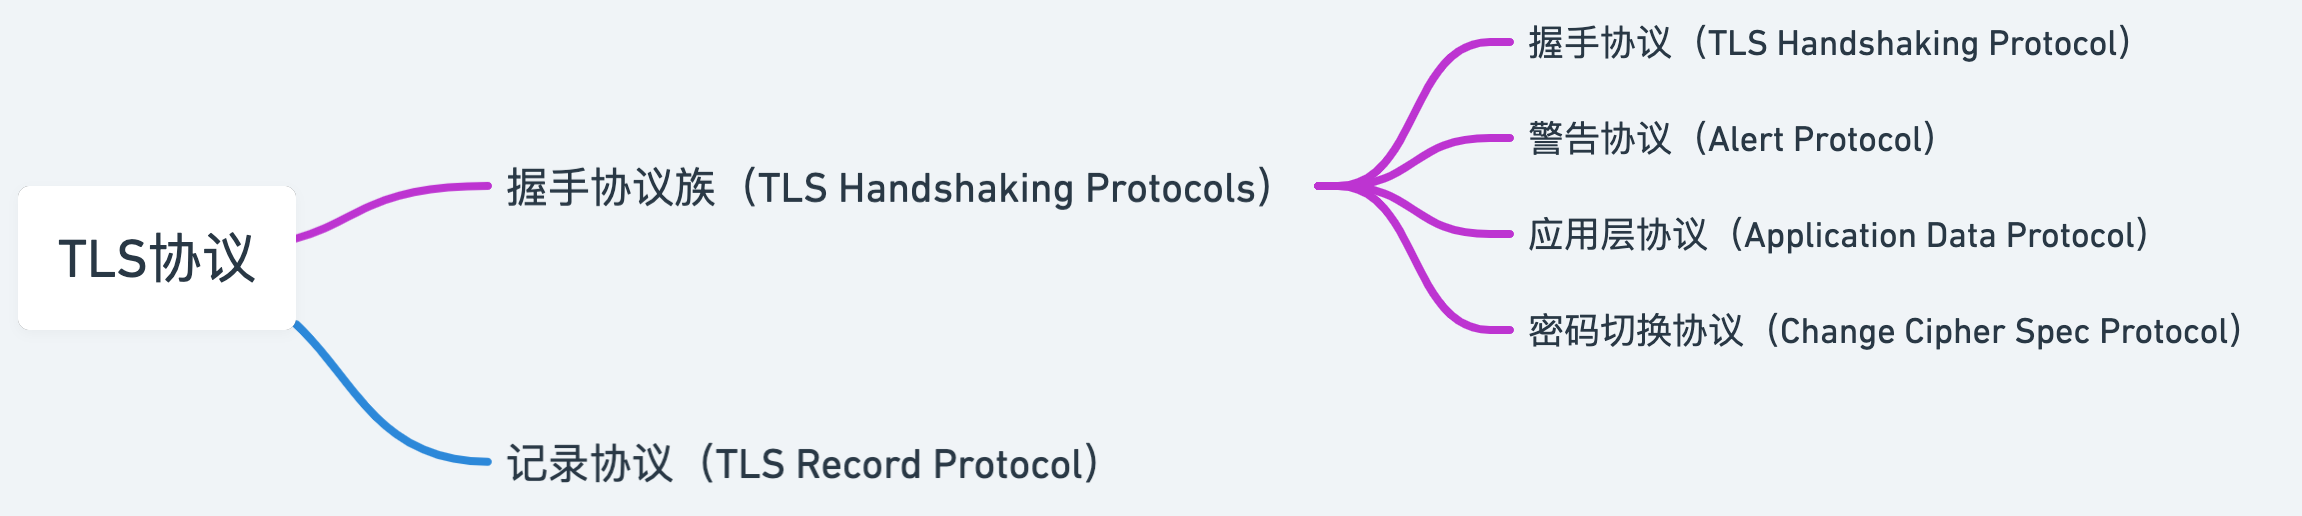 TLS协议
握手协议族（TLS Handshaking Protocols）
握手协议（TLS Handshaking Protocol）
警告协议（Alert Protocol）
应用层协议（Application Data Protocol）
密码切换协议（Change Cipher Spec Protocol）
记录协议（TLS Record Protocol）